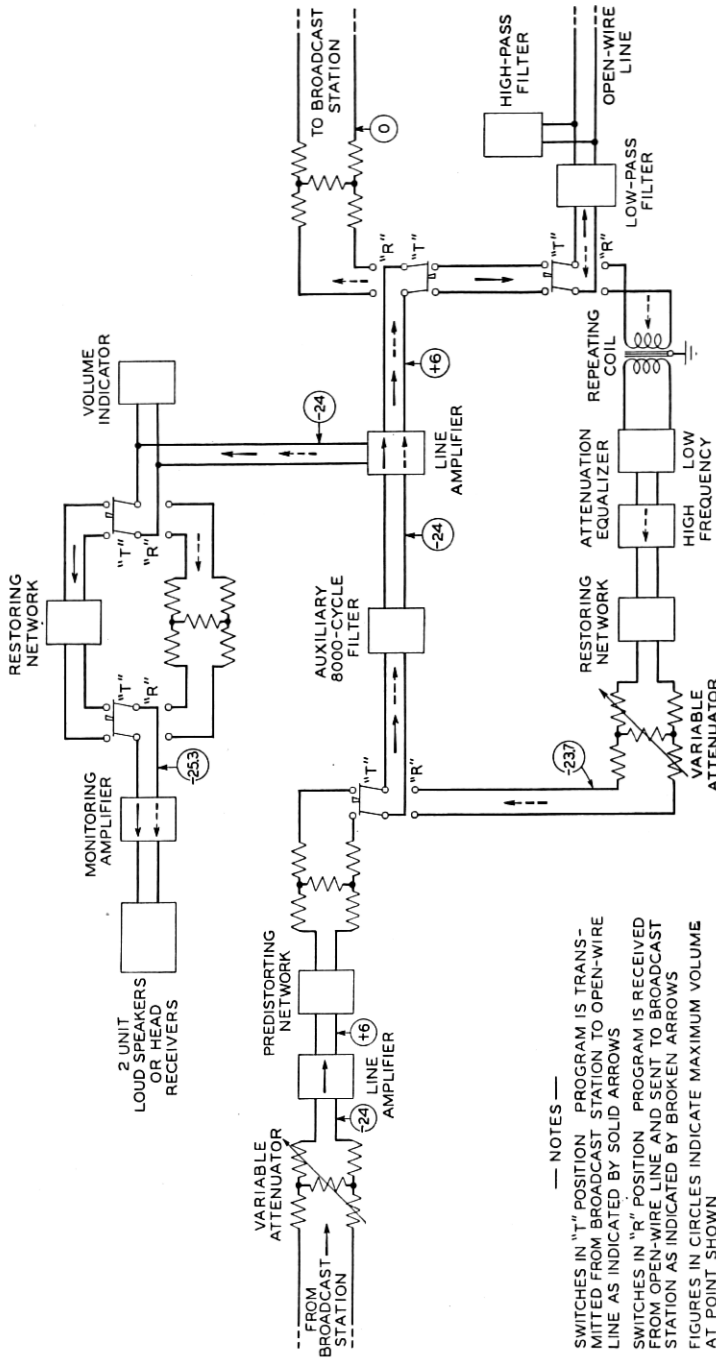 2 UNIT
LOUD SPEAKERS
OR HEAD
RECEIVERS
MONITORING
AMPLIFIER
-25.3
"T"
"R"
RESTORING
NETWORK
"T"
"R"
VOLUME
INDICATOR
-24
TO BROADCAST
STATION
0
FROM
BROADCAST
STATION
VARIABLE
ATTENUATOR
-24
LINE
AMPLIFIER
+6
PREDISTORTING
NETWORK
"T"
"R"
AUXILIARY
8000-CYCLE
FILTER
-24
LINE
AMPLIFIER
+6
"R"
"T"
"T"
"R"
HIGH-PASS
FILTER
LOW-PASS
FILTER
OPEN-WIRE
LINE
-23.7
VARIABLE
ATTENUATOR
RESTORING
NETWORK
ATTENUATION
EQUALIZER
HIGH LOW
FREQUENCY
REPEATING
COIL
— NOTES —
SWITCHES IN "T" POSITION PROGRAM IS TRANS-
MITTED FROM BROADCAST STATION TO OPEN-WIRE
LINE AS INDICATED BY SOLID ARROWS
SWITCHES IN "R" POSITION PROGRAM IS RECEIVED
FROM OPEN-WIRE LINE AND SENT TO BROADCAST
STATION AS INDICATED BY BROKEN ARROWS
FIGURES IN CIRCLES INDICATE MAXIMUM VOLUME
AT POINT SHOWN